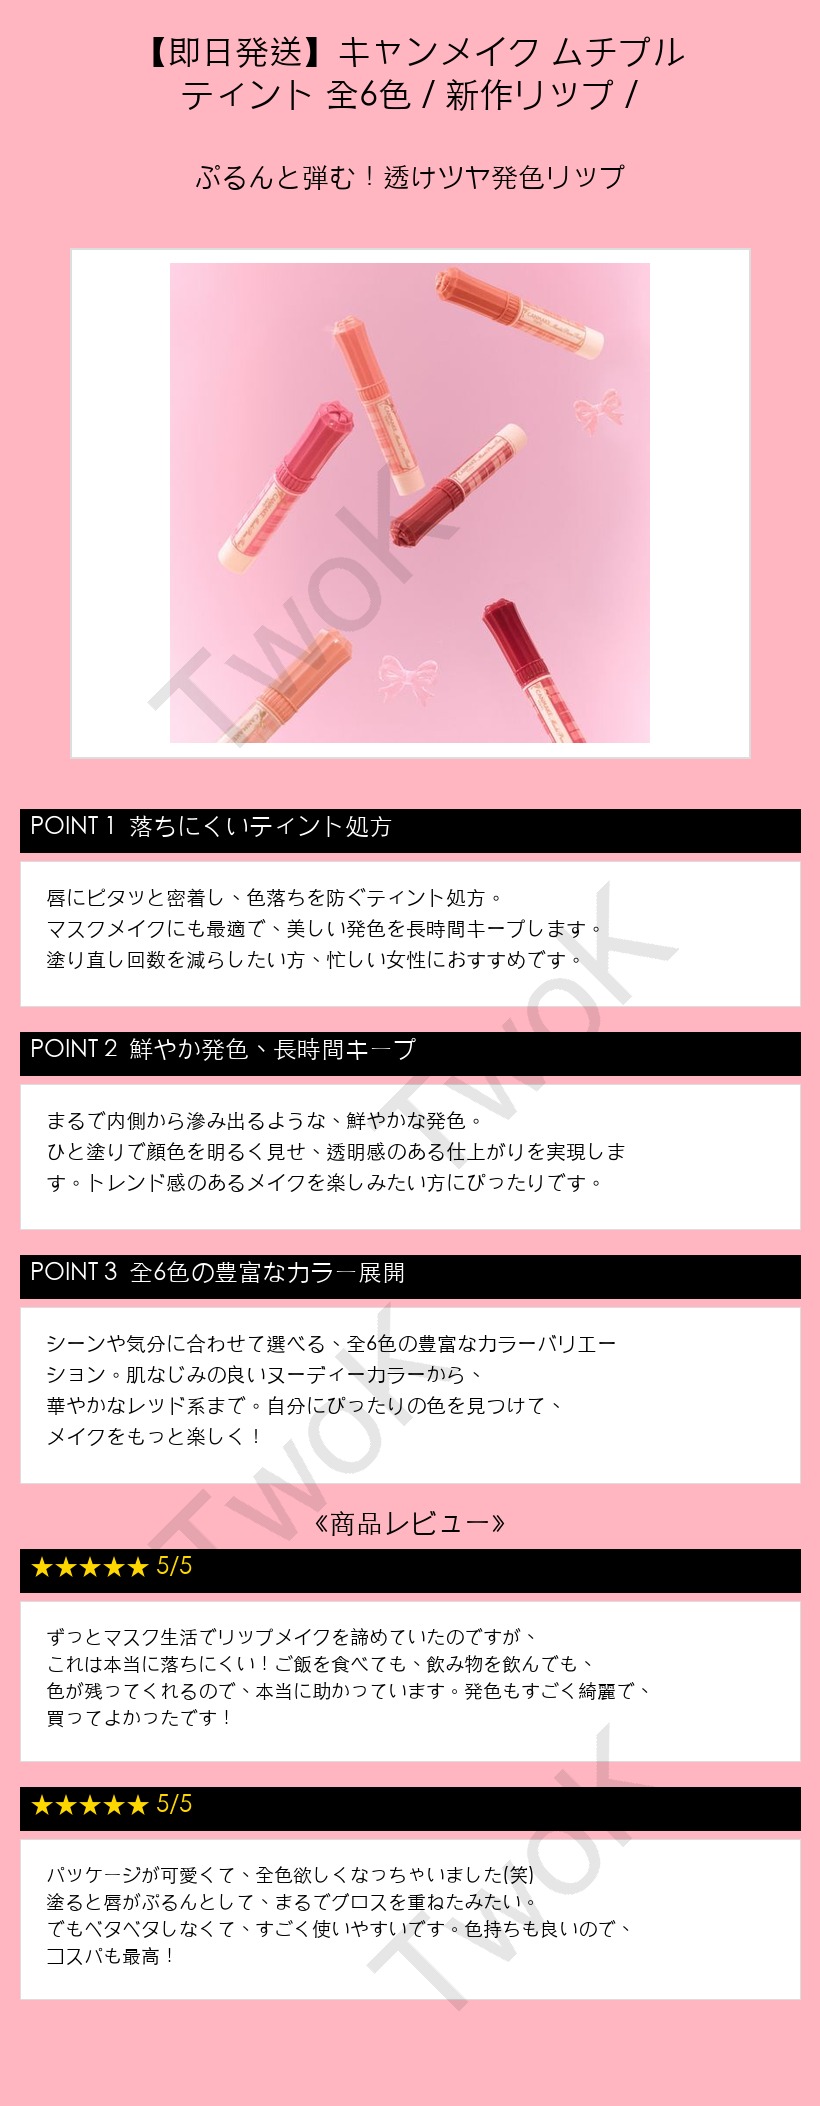 【即日発送】キャンメイク ムチプル
ティント 全6色 / 新作リップ /
ぷるんと弾む！透けツヤ発色リップ
TwoK
POINT 1 落ちにくいティント処方
唇にピタッと密着し、色落ちを防ぐティント処方。
マスクメイクにも最適で、美しい発色を長時間キープします。
塗り直し回数を減らしたい方、忙しい女性におすすめです。
TwoK
POINT 2 鮮やか発色、長時間キープ
まるで内側から滲み出るような、鮮やかな発色。
ひと塗りで顔色を明るく見せ、透明感のある仕上がりを実現しま
す。トレンド感のあるメイクを楽しみたい方にぴったりです。
POINT 3 全6色の豊富なカラー展開
シーンや気分に合わせて選べる、全6色の豊富なカラーバリエー
ション。肌なじみの良いヌーディーカラーから、
華やかなレッド系まで。自分にぴったりの色を見つけて、
メイクをもっと楽しく！
TwoK
《商品レビュー》
★★★★★ 5/5
ずっとマスク生活でリップメイクを諦めていたのですが、
これは本当に落ちにくい！ご飯を食べても、飲み物を飲んでも、
色が残ってくれるので、本当に助かっています。発色もすごく綺麗で、
買ってよかったです！
★★★★★ 5/5
パッケージが可愛くて、全色欲しくなっちゃいました(笑)
塗ると唇がぷるんとして、まるでグロスを重ねたみたい。
でもベタベタしなくて、すごく使いやすいです。色持ちも良いので、
コスパも最高！
TwoK